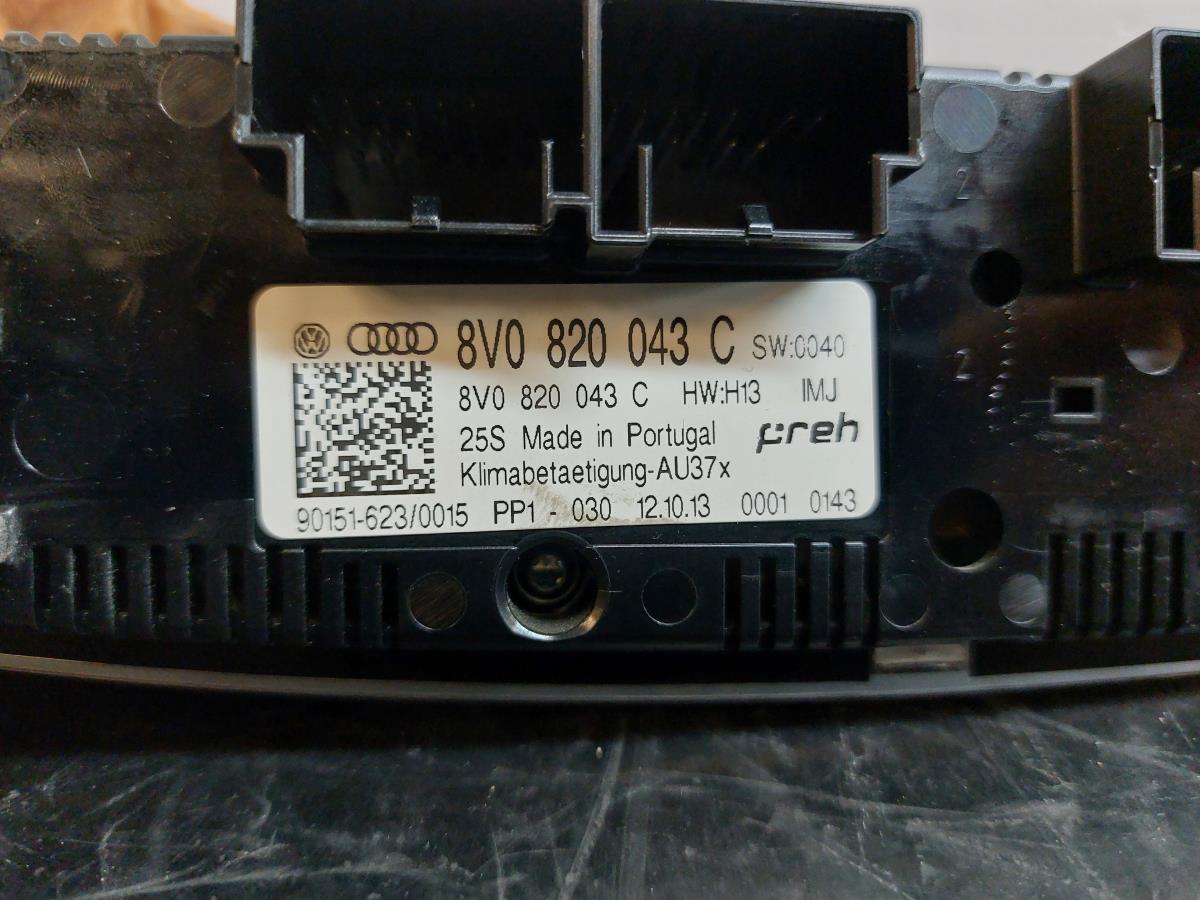 8V0 820 043 C SW:0040
8V0 820 043 C HW:H13 IMJ
25S Made in Portugal preh
Klimabetaetigung-AU37x
90151-623/0015 PP1 - 030 12.10.13 0001 0143
2
2